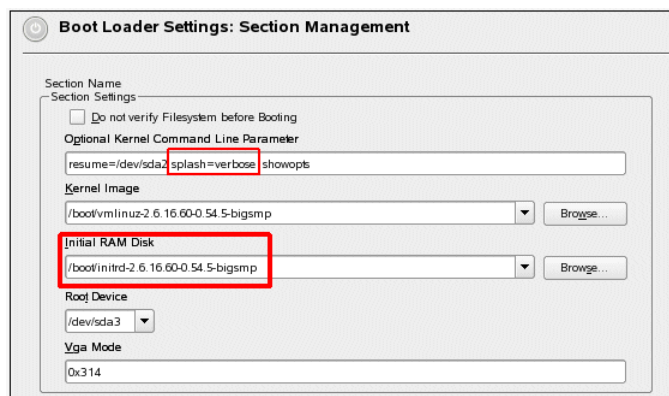 Boot Loader Settings: Section Management
Section Name
Section Settings
Do not verify Filesystem before Booting
Optional Kernel Command Line Parameter
resume=/dev/sda2 splash=verbose showopts
Kernel Image
/boot/vmlinuz-2.6.16.60-0.54.5-bigsmp
Browse...
Initial RAM Disk
/boot/initrd-2.6.16.60-0.54.5-bigsmp
Browse...
Root Device
/dev/sda3
Vga Mode
0x314